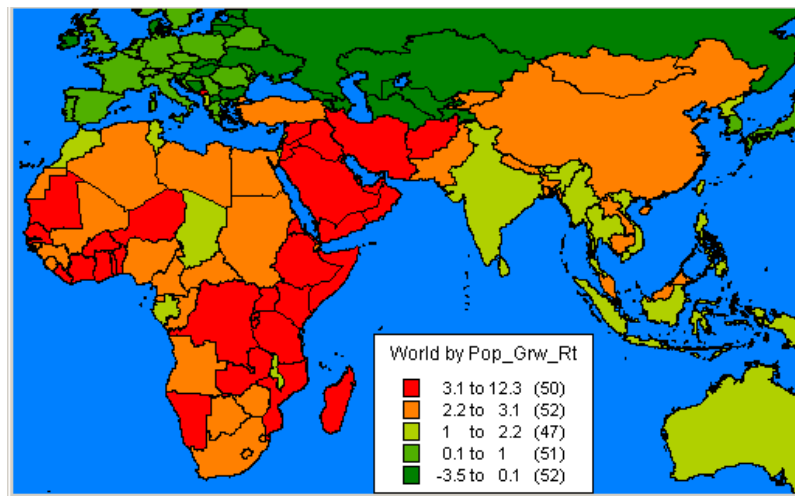 World by Pop_Grw_Rt
3.1 to 12.3 (50)
2.2 to 3.1 (52)
1 to 2.2 (47)
0.1 to 1 (51)
-3.5 to 0.1 (52)